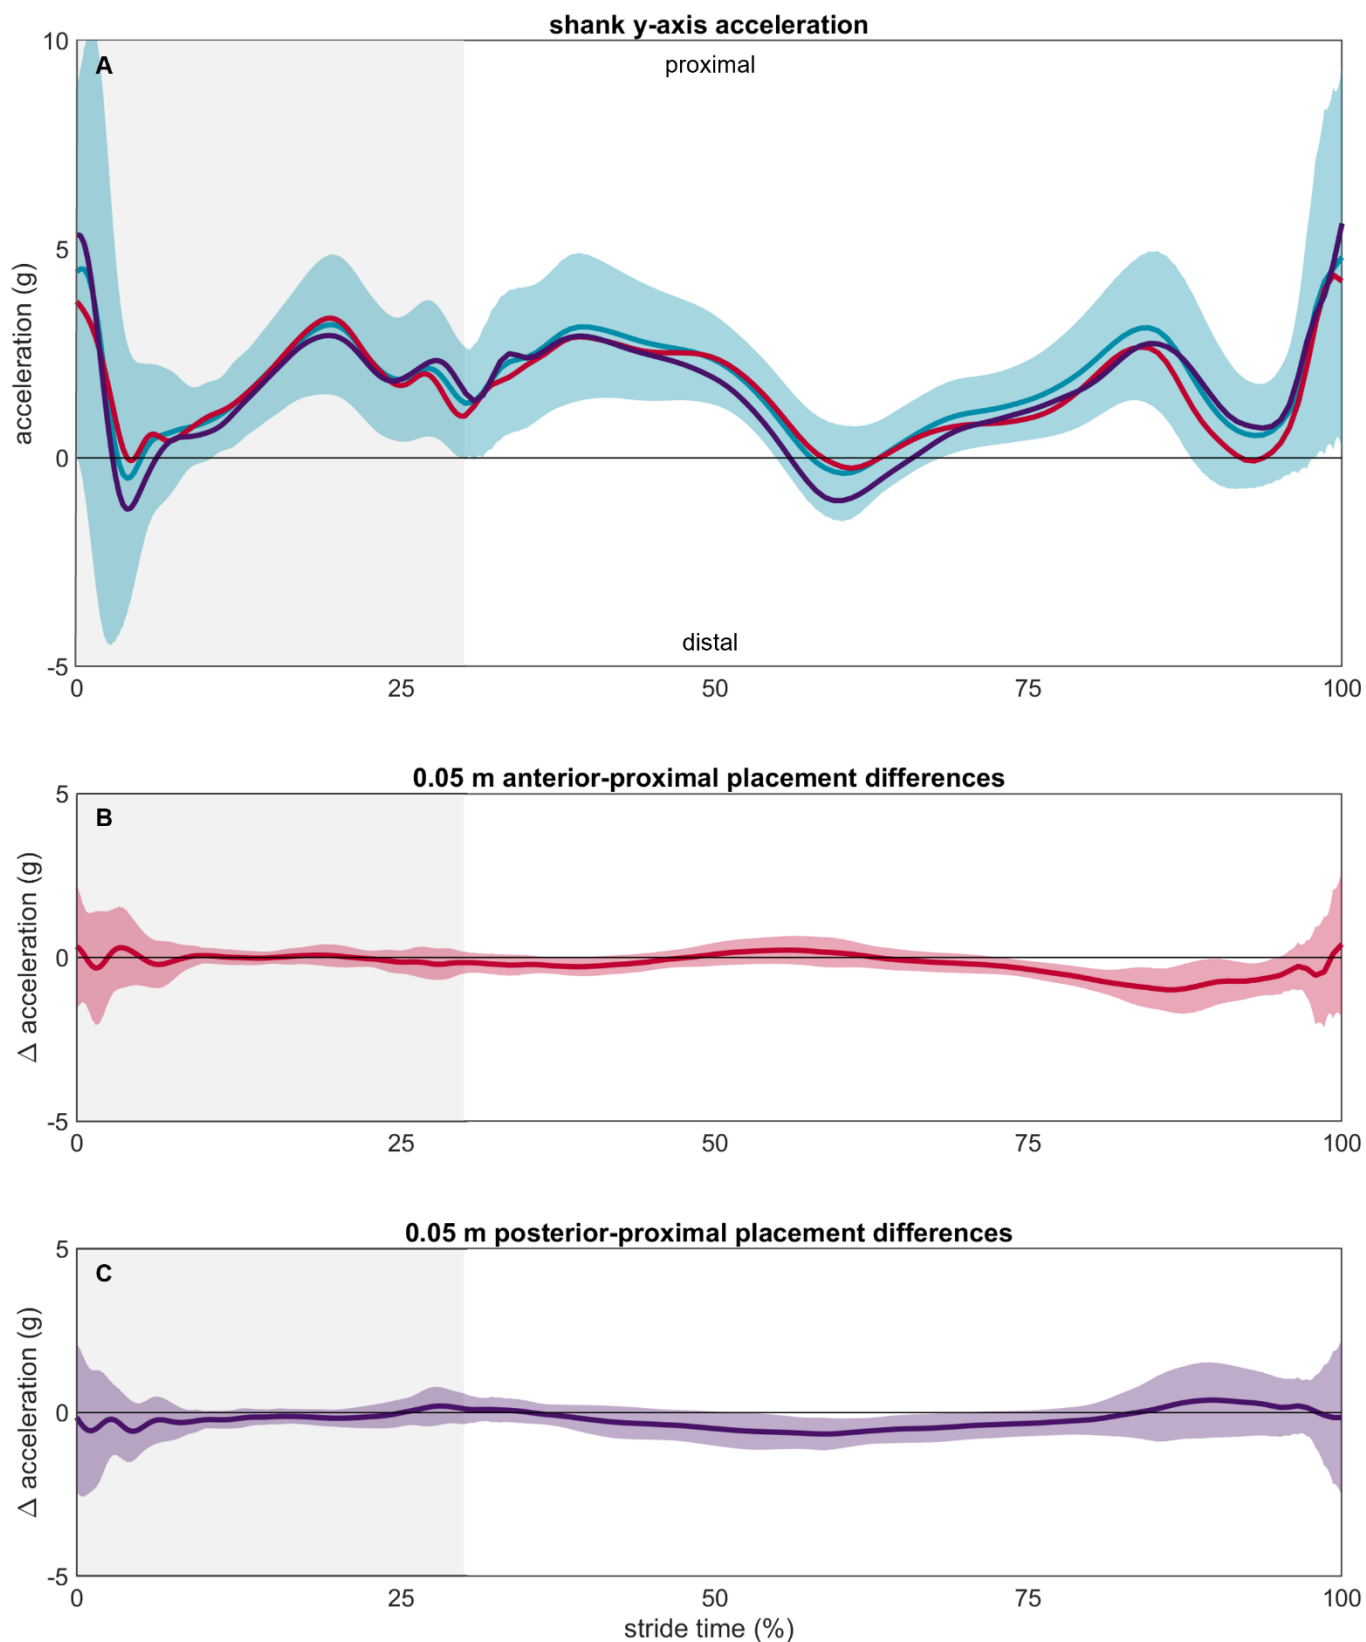 shank y-axis acceleration
10
A
proximal
5
acceleration (g)
0
distal
-5
0 25 50 75 100
0.05 m anterior-proximal placement differences
5
B
Δ acceleration (g)
0
-5
0 25 50 75 100
0.05 m posterior-proximal placement differences
5
C
Δ acceleration (g)
0
-5
0 25 50 75 100
stride time (%)